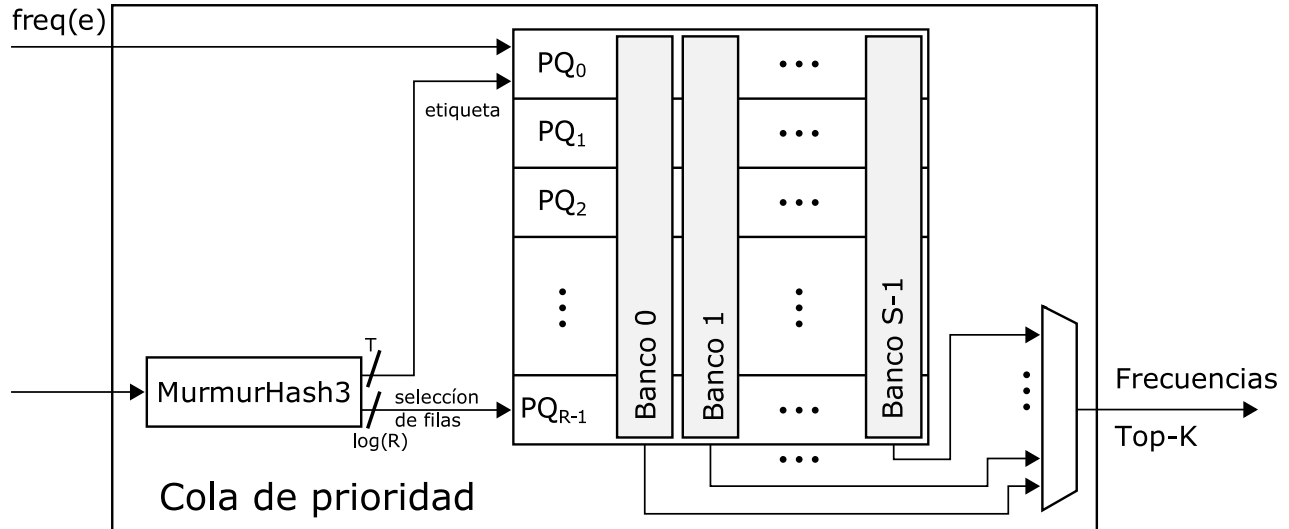 freq(e)
PQ0
etiqueta
PQ1
PQ2
Banco 0
Banco 1
Banco S-1
T
MurmurHash3
seleccíon
de filas
log(R)
PQR-1
Frecuencias
Top-K
Cola de prioridad